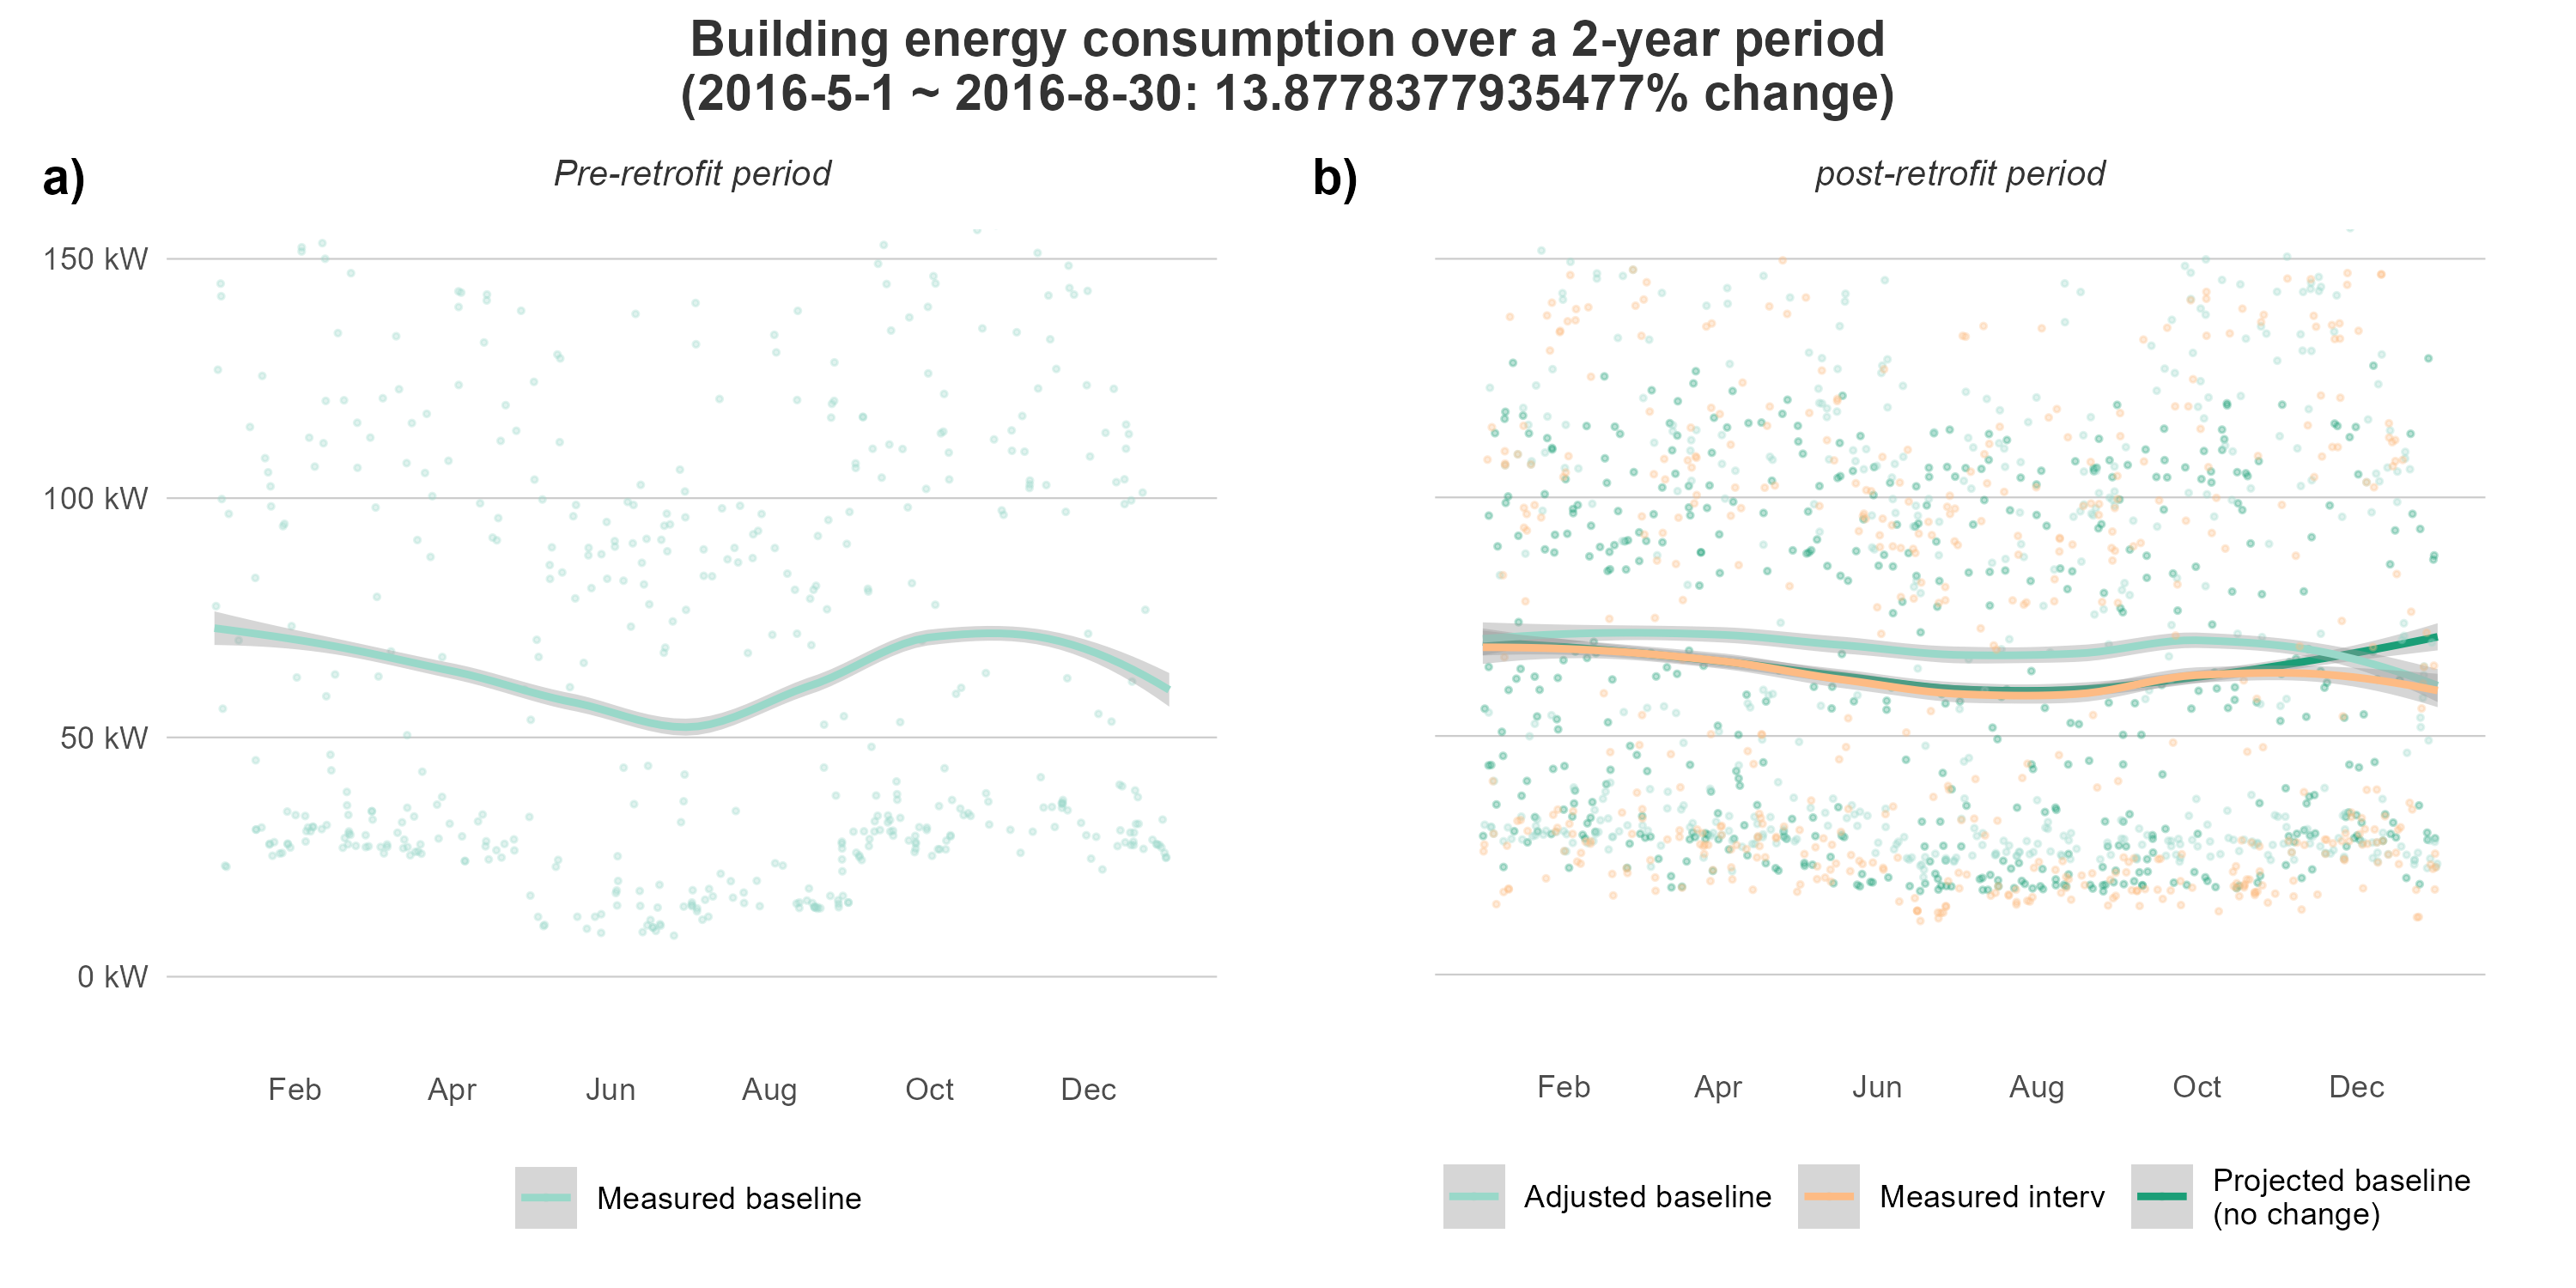 Building energy consumption over a 2-year period
(2016-5-1 ~ 2016-8-30: 13.8778377935477% change)
a)
Pre-retrofit period
150 kW
100 kW
50 kW
0 kW
Feb Apr Jun Aug Oct Dec
Measured baseline
b)
post-retrofit period
Feb Apr Jun Aug Oct Dec
Adjusted baseline
Measured interv
Projected baseline
(no change)